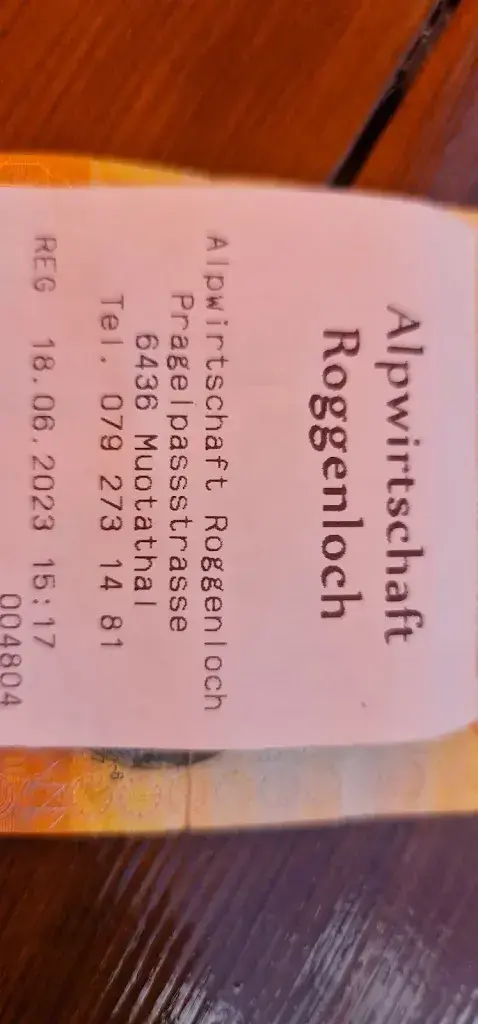 Alpwirtschaft
Roggenloch
Alpwirtschaft Roggenloch
Pragelpassstrasse
6436 Muotathal
Tel. 079 273 14 81
REG 18.06.2023 15:17
004804